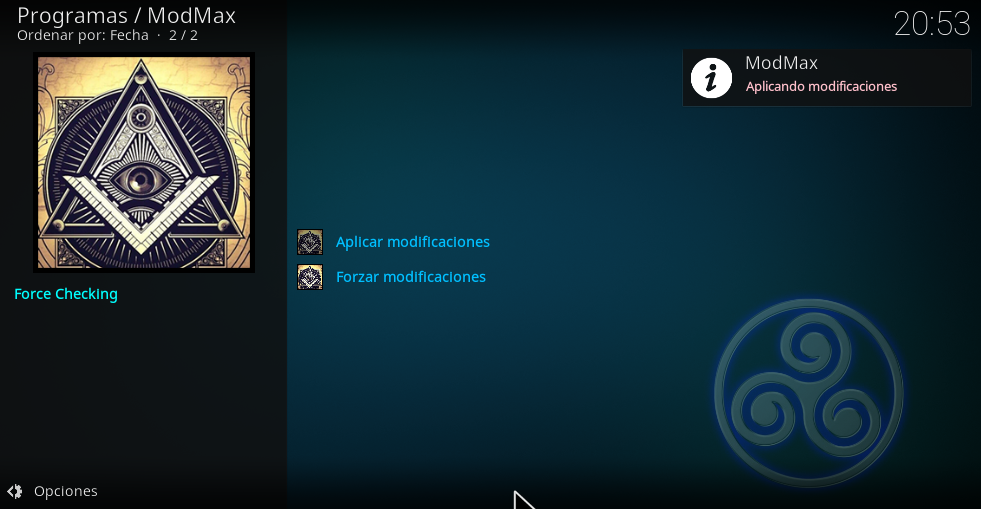 Programas / ModMax
Ordenar por: Fecha · 2 / 2
20:53
ModMax
Aplicando modificaciones
Aplicar modificaciones
Forzar modificaciones
Force Checking
Opciones